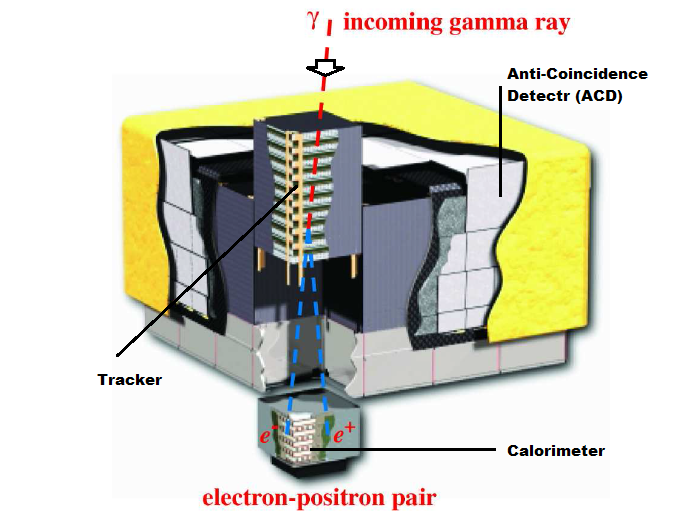 γ incoming gamma ray
Anti-Coincidence
Detectr (ACD)
Tracker
e- e+
Calorimeter
electron-positron pair